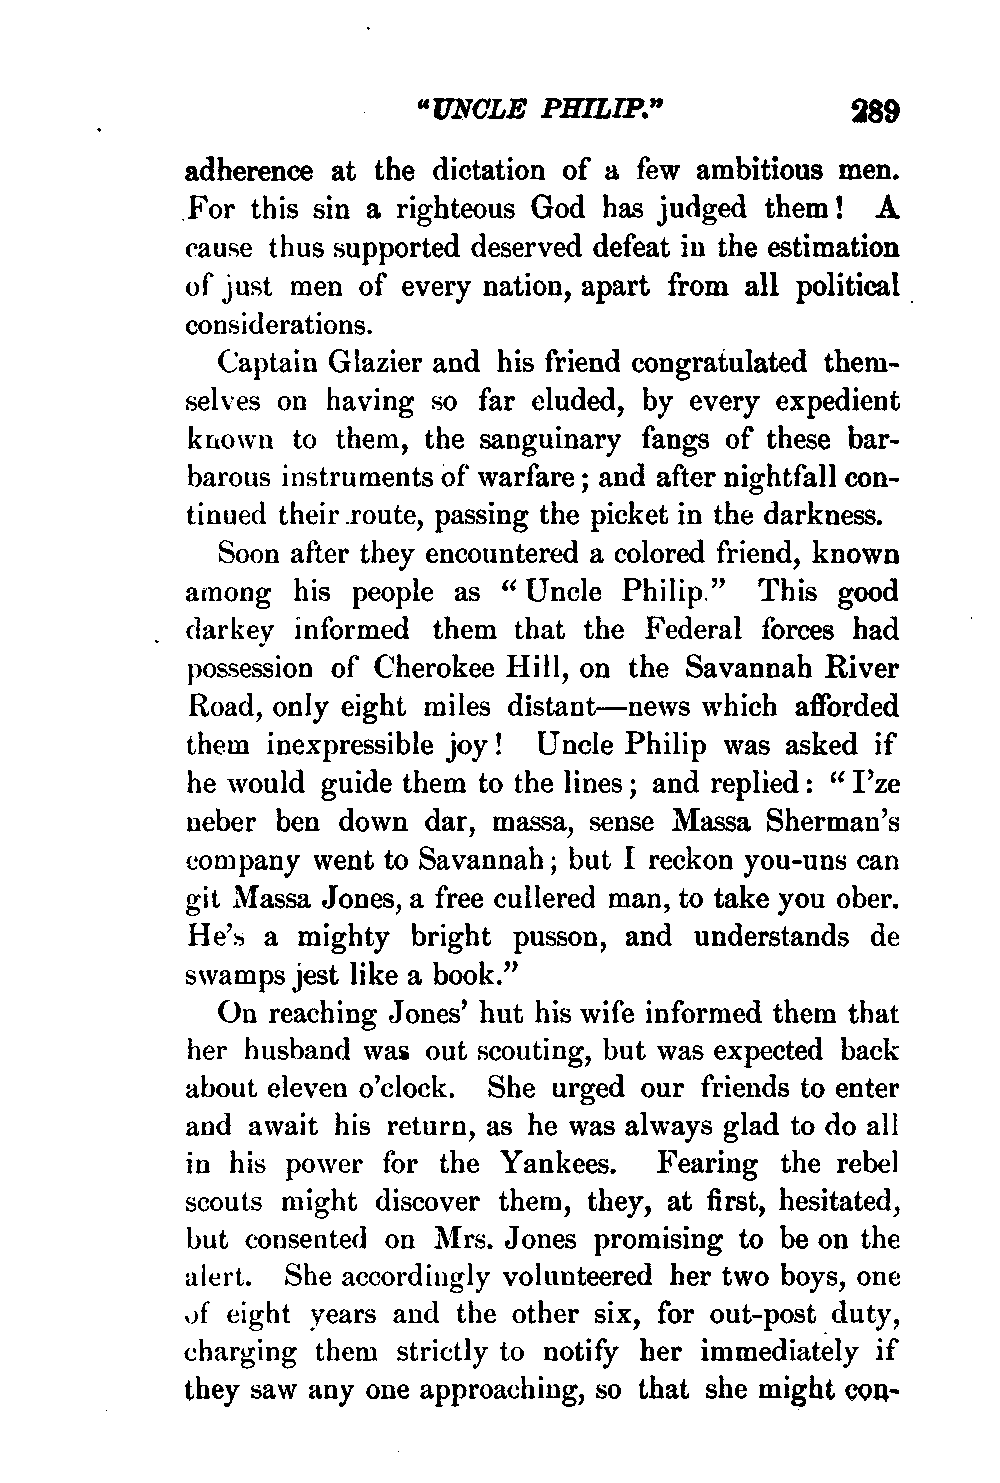 "UNCLE PHILIP." 289
adherence at the dictation of a few ambitious men.
For this sin a righteous God has judged them! A
cause thus supported deserved defeat in the estimation
of just men of every nation, apart from all political
considerations.
Captain Glazier and his friend congratulated them-
selves on having so far eluded, by every expedient
known to them, the sanguinary fangs of these bar-
barous instruments of warfare; and after nightfall con-
tinued their route, passing the picket in the darkness.
Soon after they encountered a colored friend, known
among his people as "Uncle Philip." This good
darkey informed them that the Federal forces had
possession of Cherokee Hill, on the Savannah River
Road, only eight miles distant—news which afforded
them inexpressible joy! Uncle Philip was asked if
he would guide them to the lines; and replied: "I'ze
neber ben down dar, massa, sense Massa Sherman's
company went to Savannah; but I reckon you-uns can
git Massa Jones, a free cullered man, to take you ober.
He's a mighty bright pusson, and understands de
swamps jest like a book."
On reaching Jones' hut his wife informed them that
her husband was out scouting, but was expected back
about eleven o'clock. She urged our friends to enter
and await his return, as he was always glad to do all
in his power for the Yankees. Fearing the rebel
scouts might discover them, they, at first, hesitated,
but consented on Mrs. Jones promising to be on the
alert. She accordingly volunteered her two boys, one
of eight years and the other six, for out-post duty,
charging them strictly to notify her immediately if
they saw any one approaching, so that she might con-